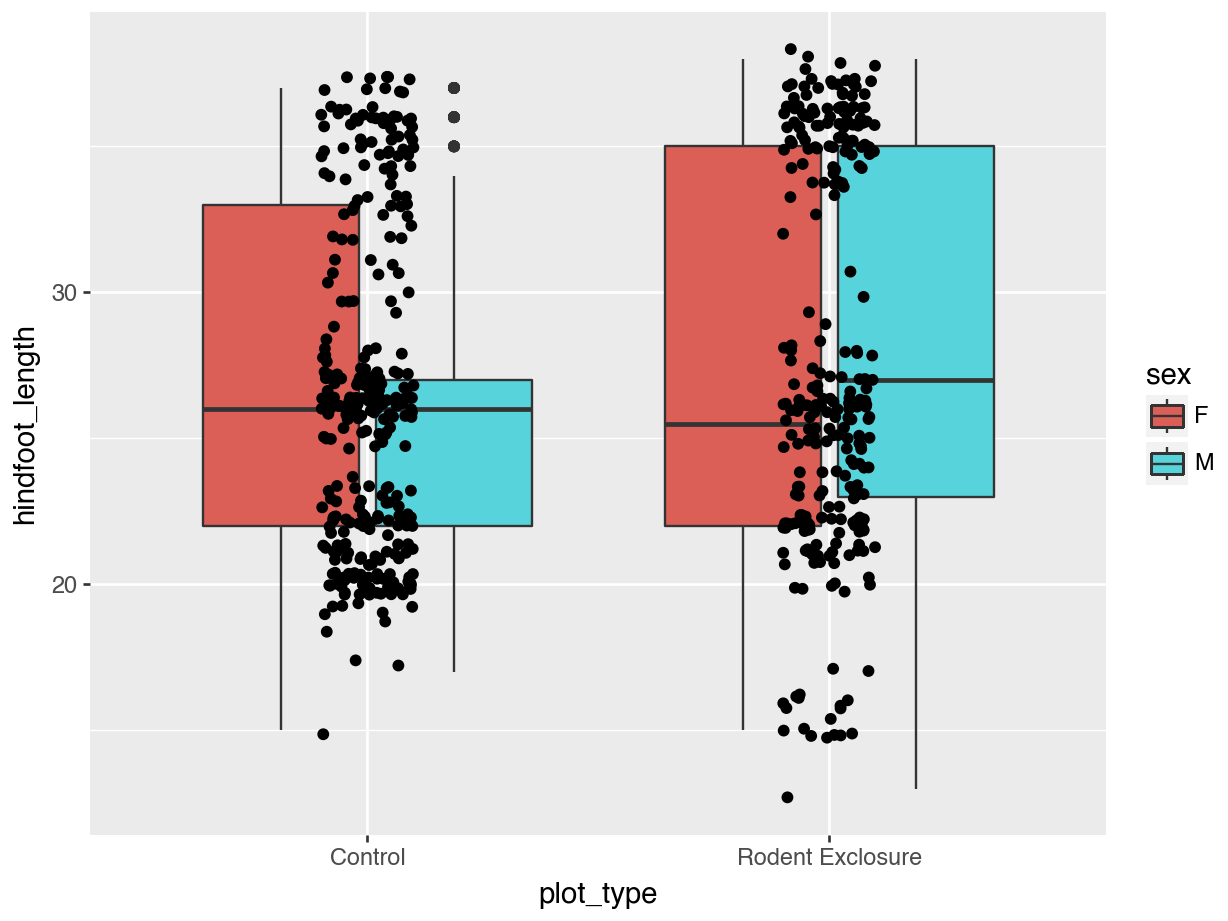 hindfoot_length
30
20
Control
Rodent Exclosure
plot_type
sex
F
M